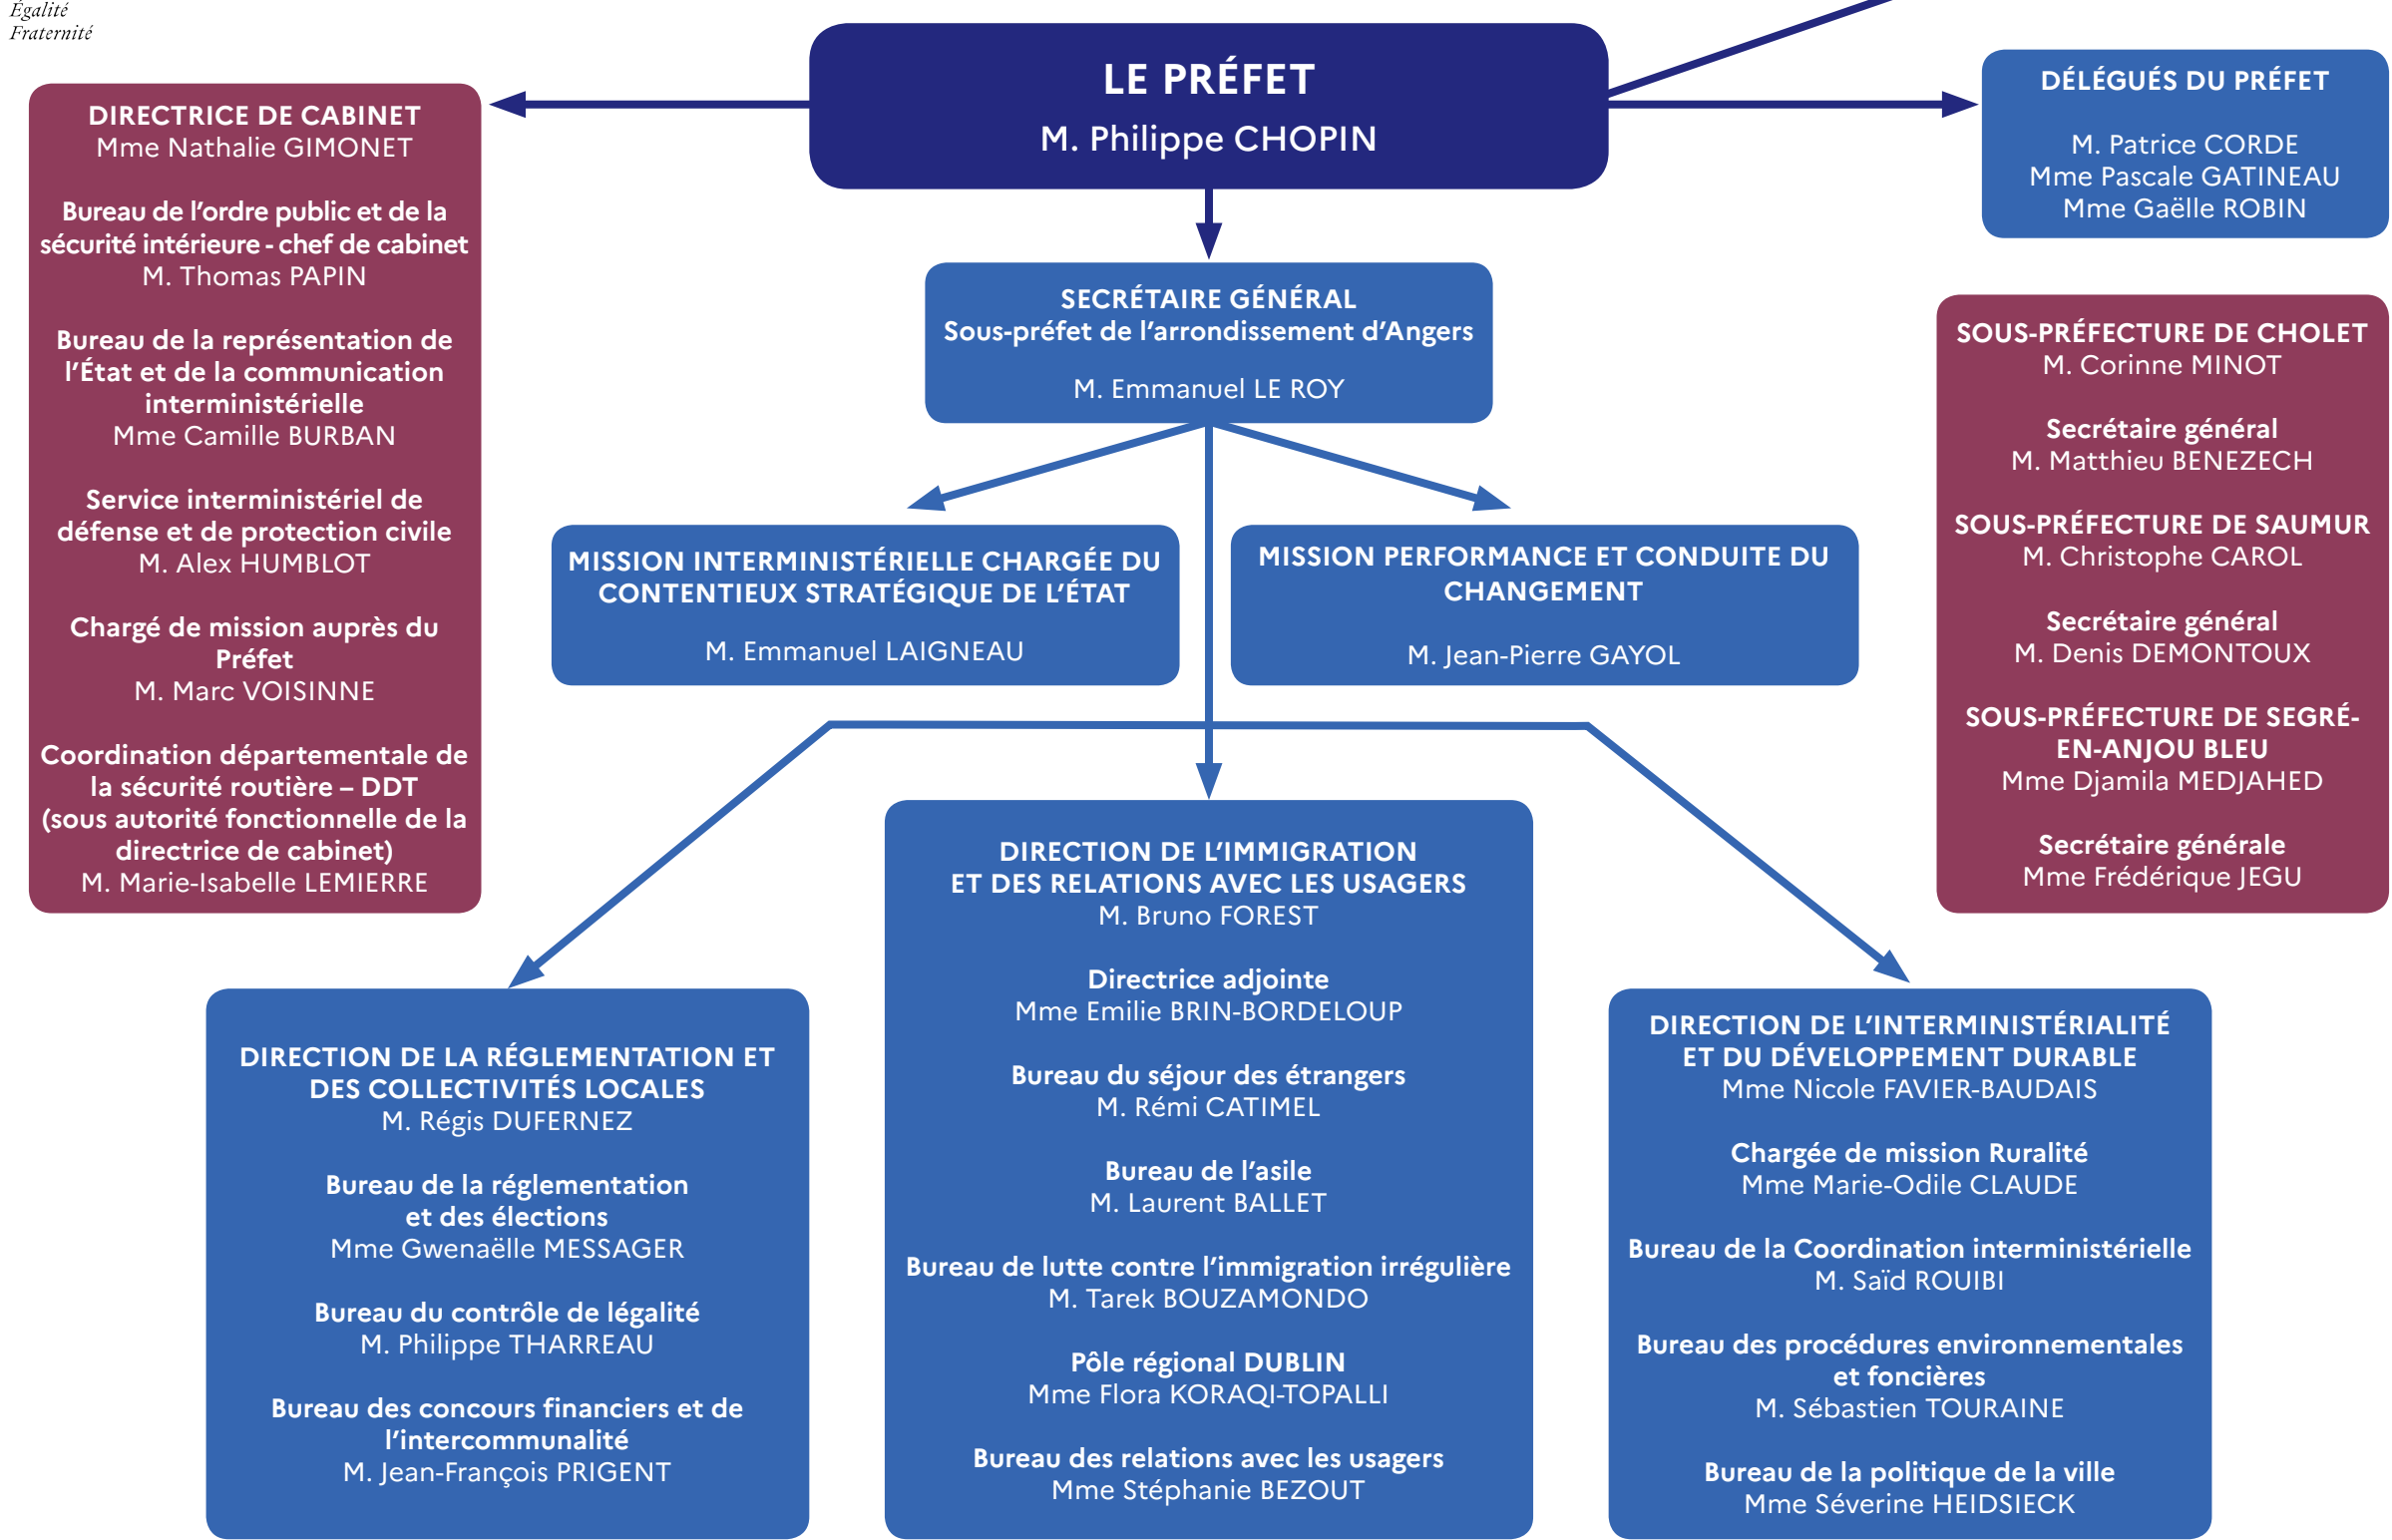 Égalité
Fraternité
LE PRÉFET
M. Philippe CHOPIN
DIRECTRICE DE CABINET
Mme Nathalie GIMONET
Bureau de l’ordre public et de la
sécurité intérieure - chef de cabinet
M. Thomas PAPIN
Bureau de la représentation de
l’État et de la communication
interministérielle
Mme Camille BURBAN
Service interministériel de
défense et de protection civile
M. Alex HUMBLOT
Chargé de mission auprès du
Préfet
M. Marc VOISINNE
Coordination départementale de
la sécurité routière – DDT
(sous autorité fonctionnelle de la
directrice de cabinet)
M. Marie-Isabelle LEMIERRE
DÉLÉGUÉS DU PRÉFET
M. Patrice CORDE
Mme Pascale GATINEAU
Mme Gaëlle ROBIN
SECRÉTAIRE GÉNÉRAL
Sous-préfet de l’arrondissement d’Angers
M. Emmanuel LE ROY
SOUS-PRÉFECTURE DE CHOLET
M. Corinne MINOT
Secrétaire général
M. Matthieu BENEZECH
SOUS-PRÉFECTURE DE SAUMUR
M. Christophe CAROL
Secrétaire général
M. Denis DEMONTOUX
SOUS-PRÉFECTURE DE SEGRÉ-
EN-ANJOU BLEU
Mme Djamila MEDJAHED
Secrétaire générale
Mme Frédérique JEGU
MISSION INTERMINISTÉRIELLE CHARGÉE DU
CONTENTIEUX STRATÉGIQUE DE L’ÉTAT
M. Emmanuel LAIGNEAU
MISSION PERFORMANCE ET CONDUITE DU
CHANGEMENT
M. Jean-Pierre GAYOL
DIRECTION DE LA RÉGLEMENTATION ET
DES COLLECTIVITÉS LOCALES
M. Régis DUFERNEZ
Bureau de la réglementation
et des élections
Mme Gwenaëlle MESSAGER
Bureau du contrôle de légalité
M. Philippe THARREAU
Bureau des concours financiers et de
l’intercommunalité
M. Jean-François PRIGENT
DIRECTION DE L’IMMIGRATION
ET DES RELATIONS AVEC LES USAGERS
M. Bruno FOREST
Directrice adjointe
Mme Emilie BRIN-BORDELOUP
Bureau du séjour des étrangers
M. Rémi CATIMEL
Bureau de l’asile
M. Laurent BALLET
Bureau de lutte contre l’immigration irrégulière
M. Tarek BOUZAMONDO
Pôle régional DUBLIN
Mme Flora KORAQI-TOPALLI
Bureau des relations avec les usagers
Mme Stéphanie BEZOUT
DIRECTION DE L’INTERMINISTÉRIALITÉ
ET DU DÉVELOPPEMENT DURABLE
Mme Nicole FAVIER-BAUDAIS
Chargée de mission Ruralité
Mme Marie-Odile CLAUDE
Bureau de la Coordination interministérielle
M. Saïd ROUIBI
Bureau des procédures environnementales
et foncières
M. Sébastien TOURAINE
Bureau de la politique de la ville
Mme Séverine HEIDSIECK